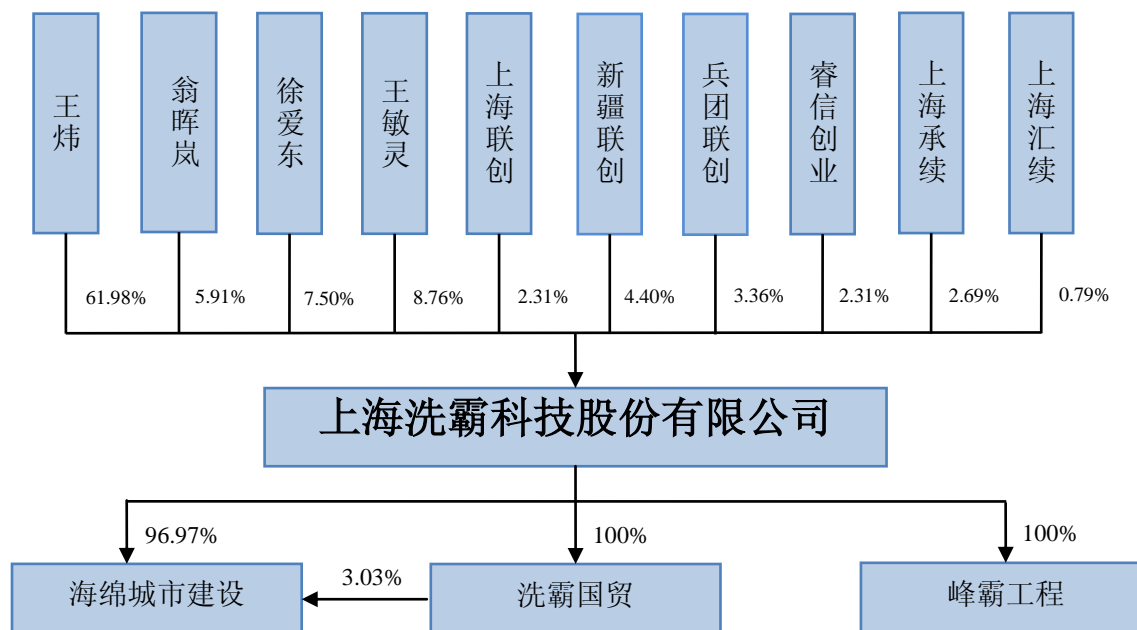 王炜
翁晖岚
徐爱东
王敏灵
上海联创
新疆联创
兵团联创
睿信创业
上海承续
上海汇续
61.98%
5.91%
7.50%
8.76%
2.31%
4.40%
3.36%
2.31%
2.69%
0.79%
上海洗霸科技股份有限公司
96.97%
100%
100%
海绵城市建设
3.03%
洗霸国贸
峰霸工程